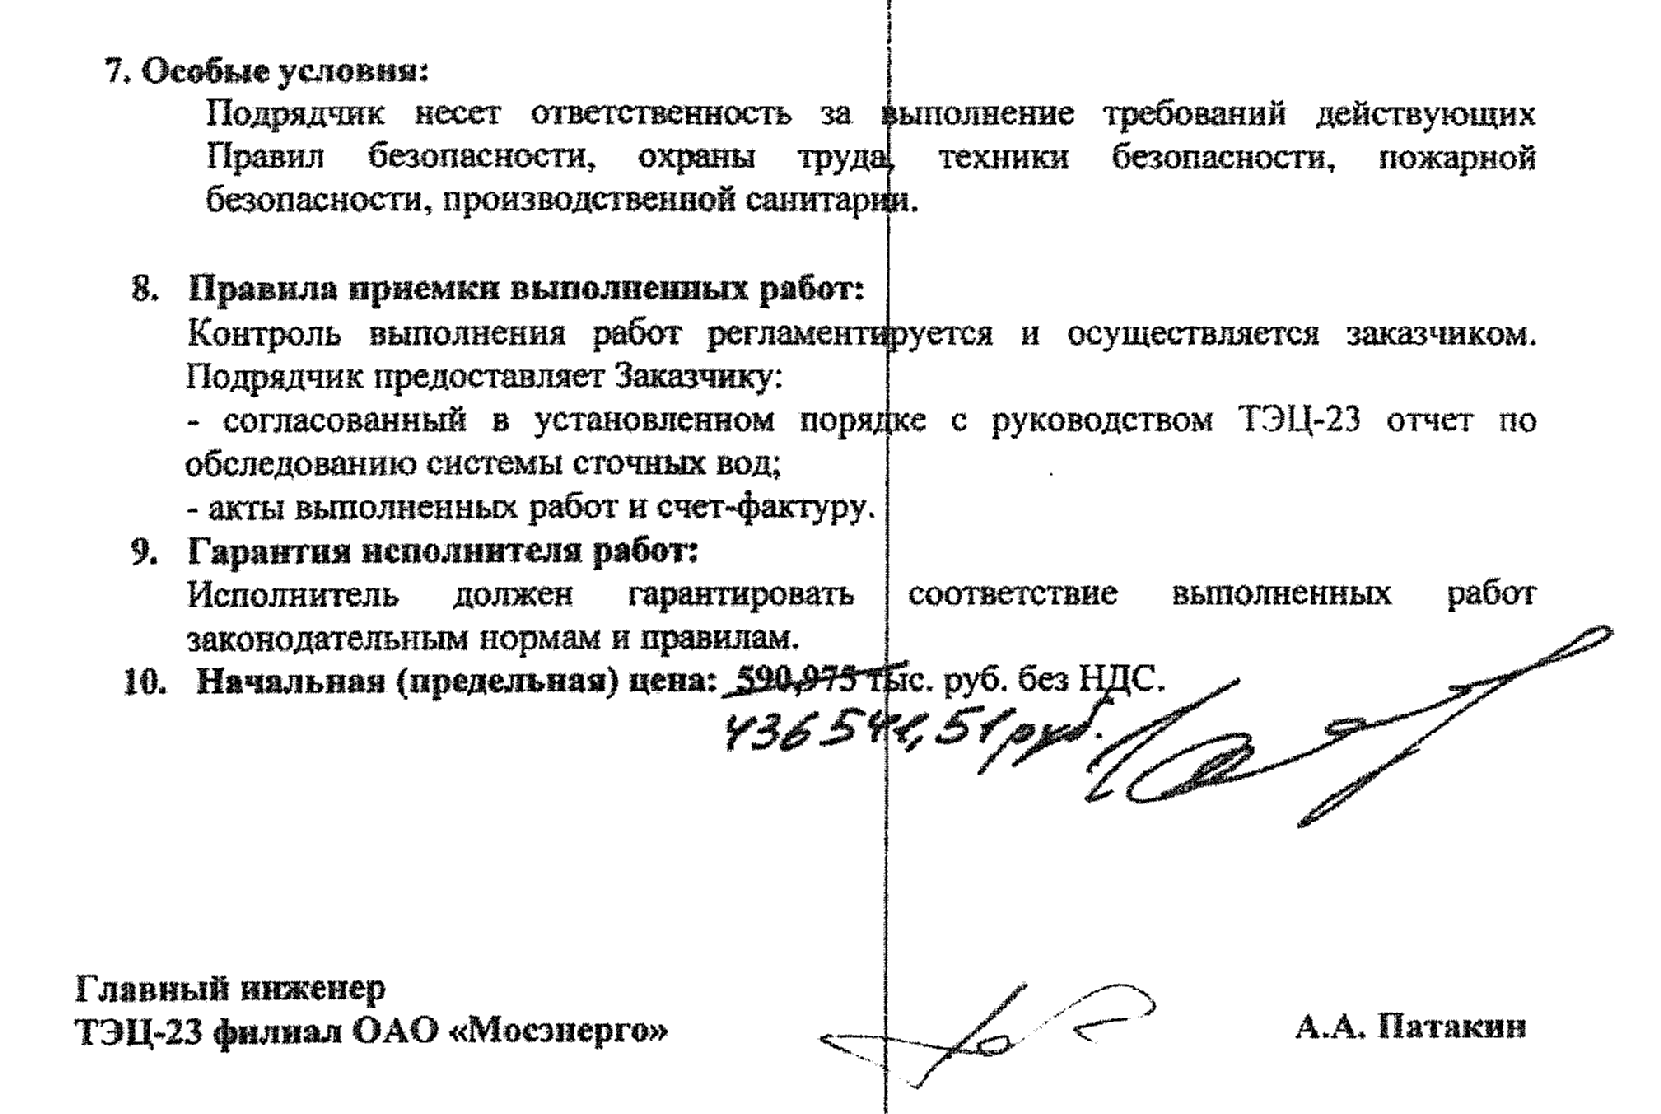 7. Особые условия:
Подрядчик несет ответственность за выполнение требований действующих
Правил безопасности, охраны труда, техники безопасности, пожарной
безопасности, производственной санитарии.
8. Правила приемки выполненных работ:
Контроль выполнения работ регламентируется и осуществляется заказчиком.
Подрядчик предоставляет Заказчику:
- согласованный в установленном порядке с руководством ТЭЦ-23 отчет по
обследованию системы сточных вод;
- акты выполненных работ и счет-фактуру.
9. Гарантия исполнителя работ:
Исполнитель должен гарантировать соответствие выполненных работ
законодательным нормам и правилам.
10. Начальная (предельная) цена: 590,975 тыс. руб. без НДС.
436 541,51 руб.
Главный инженер
ТЭЦ-23 филиал ОАО «Мосэнерго»
А.А. Патакин